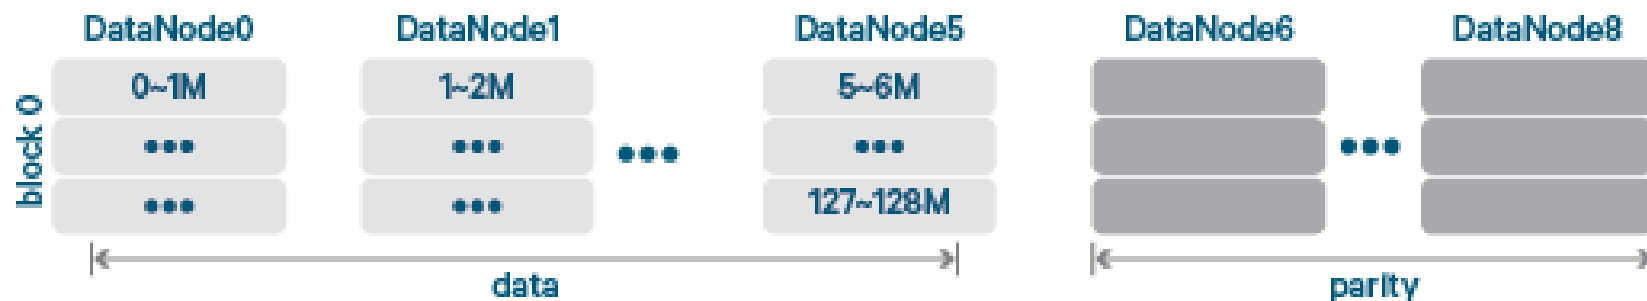 DataNode0 DataNode1 DataNode5 DataNode6 DataNode8
block 0
0~1M 1~2M 5~6M
••• ••• ••• ••• •••
••• ••• 127~128M
data parity